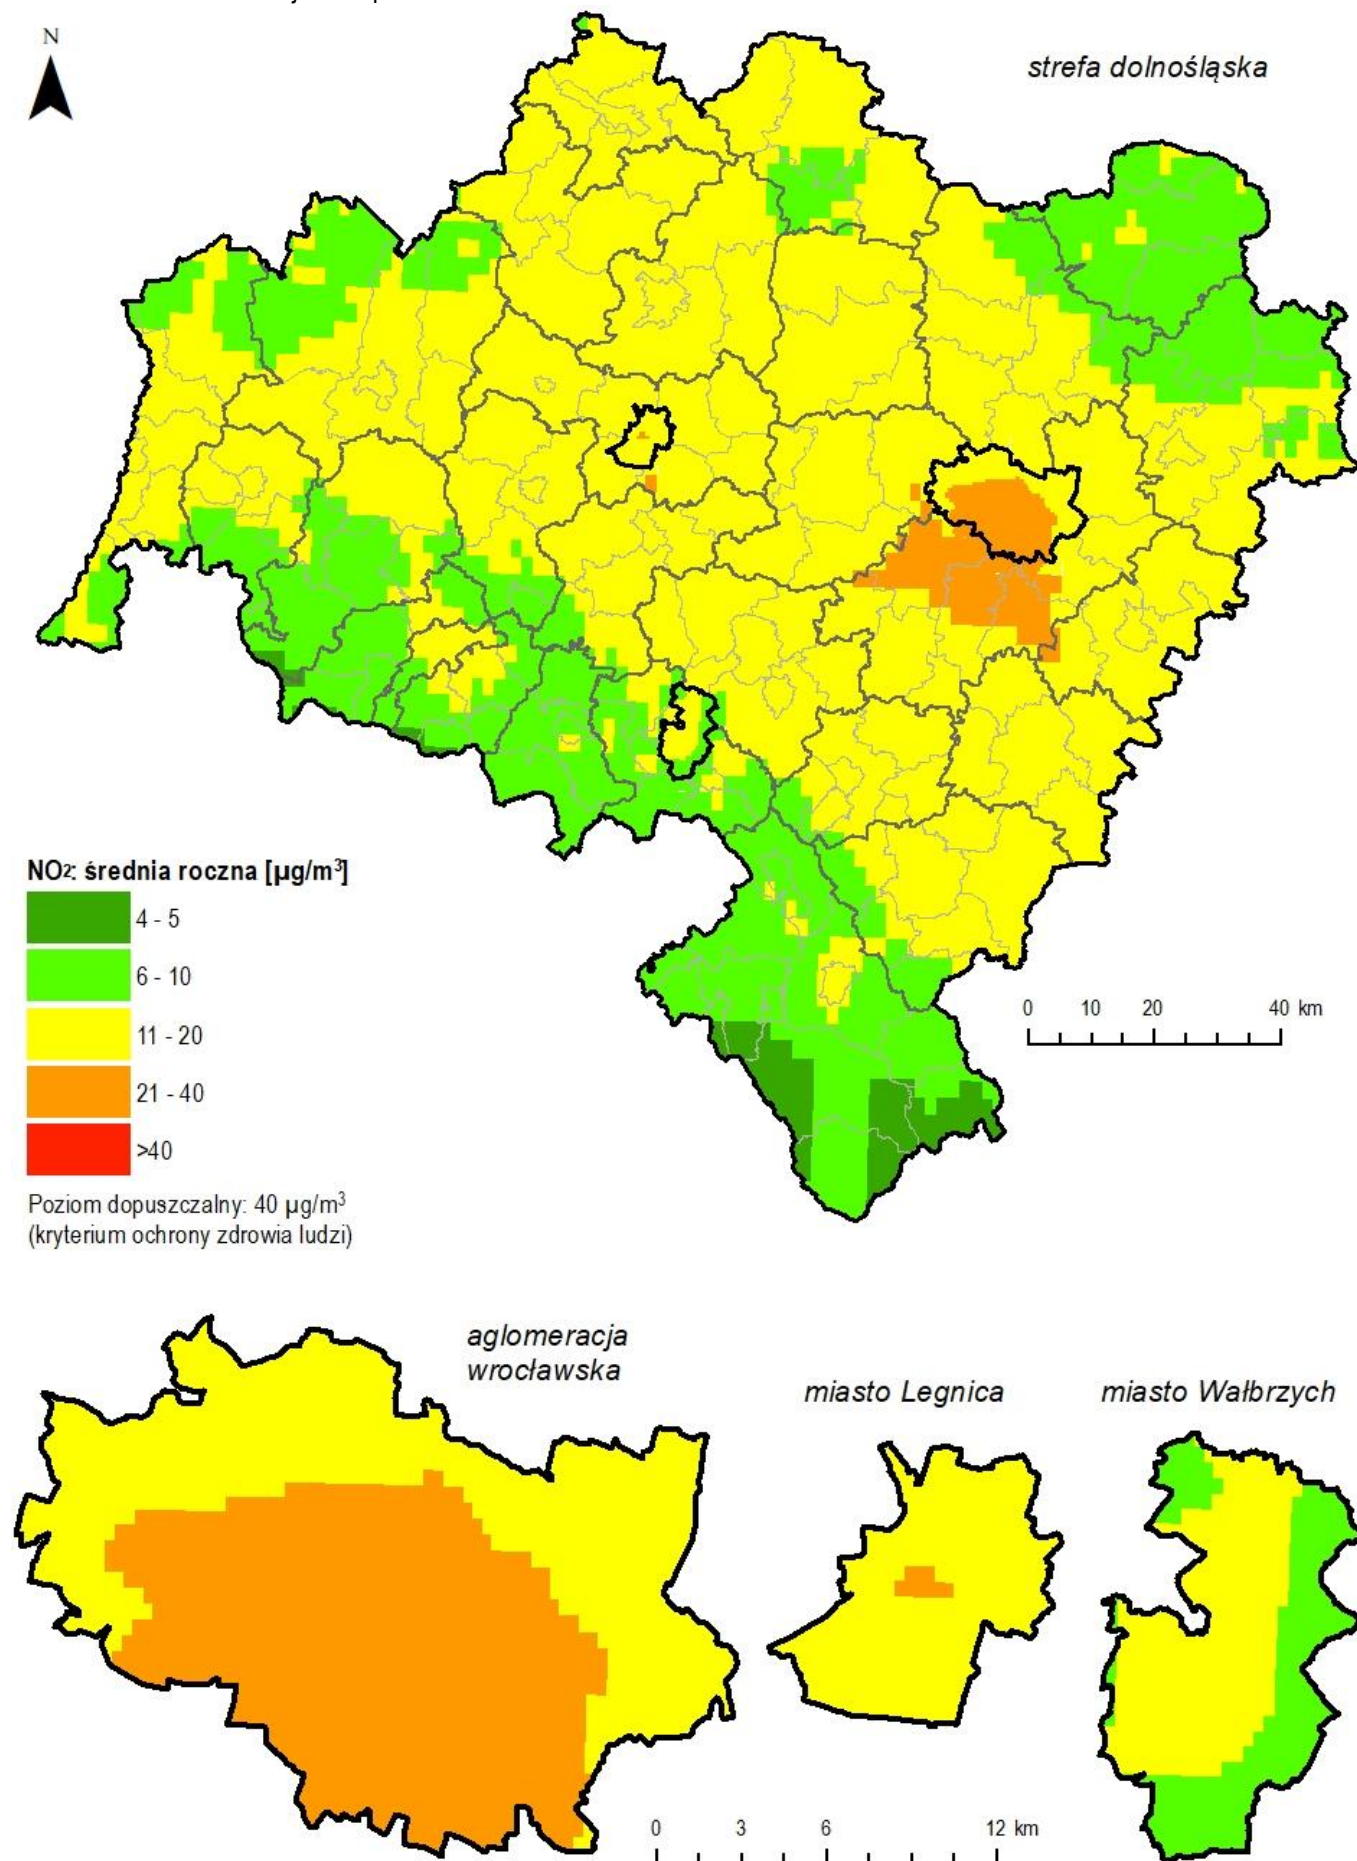 N
strefa dolnośląska
NO2: średnia roczna [µg/m³]
4 - 5
6 - 10
11 - 20
21 - 40
>40
Poziom dopuszczalny: 40 µg/m³
(kryterium ochrony zdrowia ludzi)
0 10 20 40 km
aglomeracja
wrocławska
miasto Legnica
miasto Wałbrzych
0 3 6 12 km